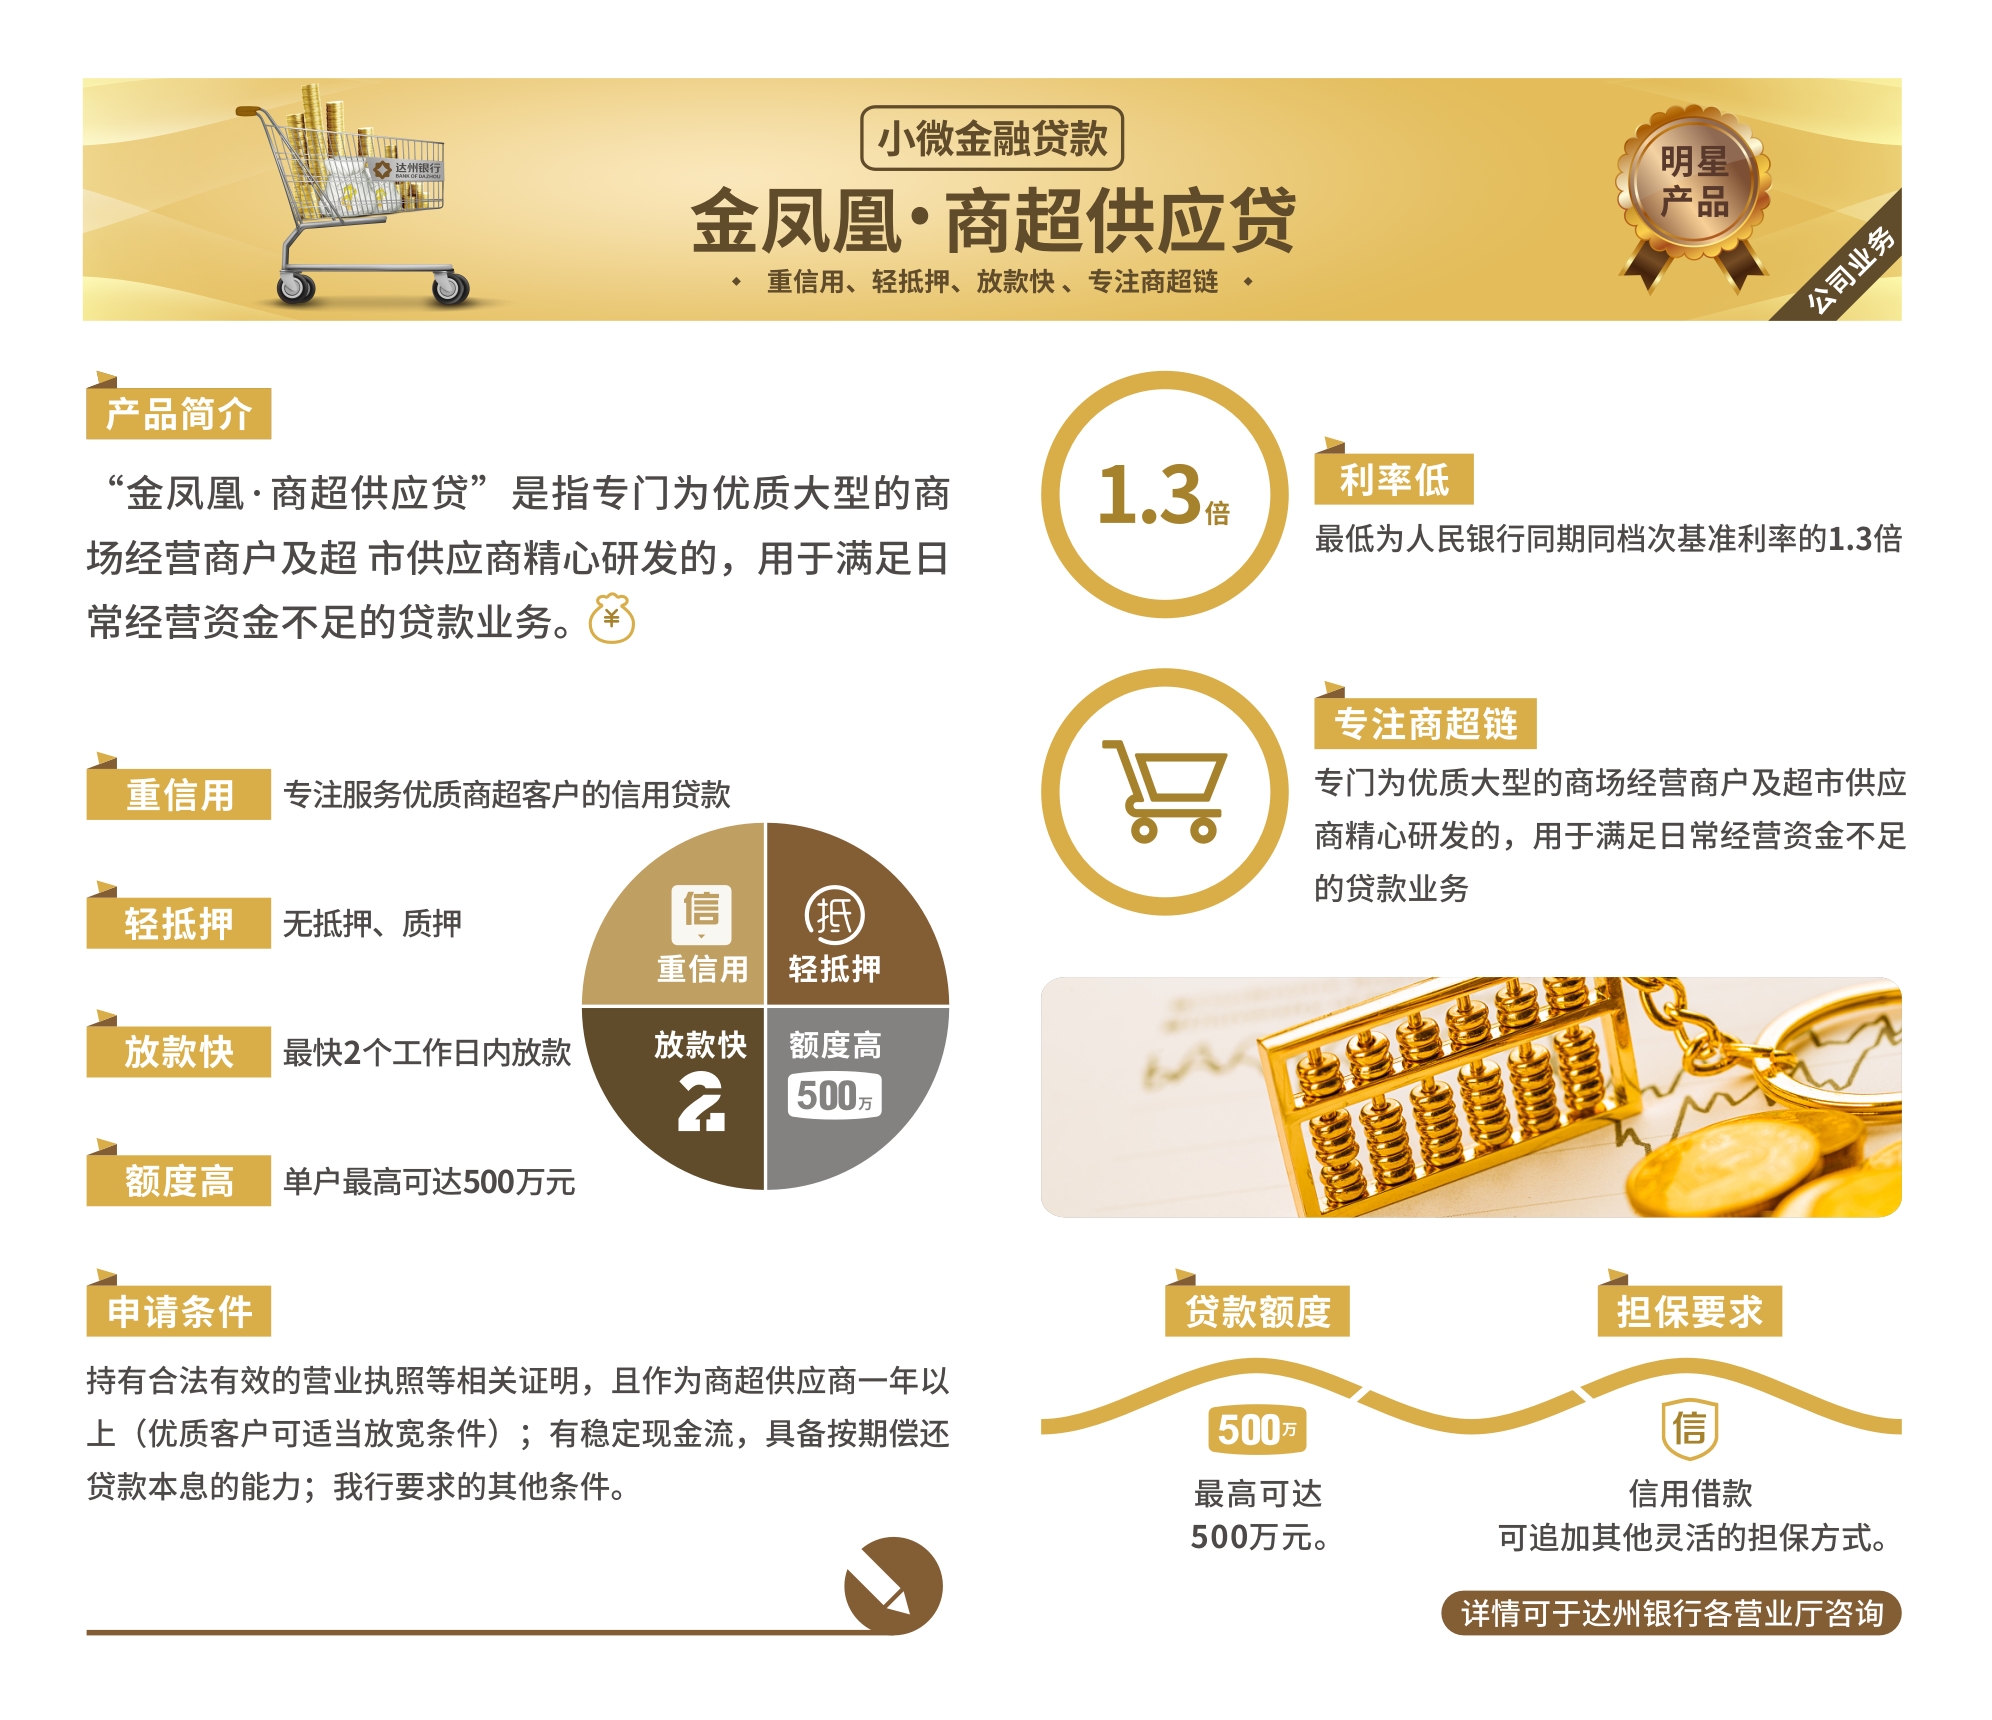 小微金融贷款
金凤凰·商超供应贷
重信用、轻抵押、放款快、专注商超链
达州银行
BANK OF DAZHOU
明星
产品
公司业务
产品简介
“金凤凰·商超供应贷”是指专门为优质大型的商
场经营商户及超 市供应商精心研发的，用于满足日
常经营资金不足的贷款业务。
¥
重信用
专注服务优质商超客户的信用贷款
轻抵押
无抵押、质押
放款快
最快2个工作日内放款
额度高
单户最高可达500万元
信
重信用
抵
轻抵押
放款快
2
额度高
500万
申请条件
持有合法有效的营业执照等相关证明，且作为商超供应商一年以
上（优质客户可适当放宽条件）；有稳定现金流，具备按期偿还
贷款本息的能力；我行要求的其他条件。
1.3倍
利率低
最低为人民银行同期同档次基准利率的1.3倍
专注商超链
专门为优质大型的商场经营商户及超市供应
商精心研发的，用于满足日常经营资金不足
的贷款业务
贷款额度
500万
最高可达
500万元。
担保要求
信
信用借款
可追加其他灵活的担保方式。
详情可于达州银行各营业厅咨询